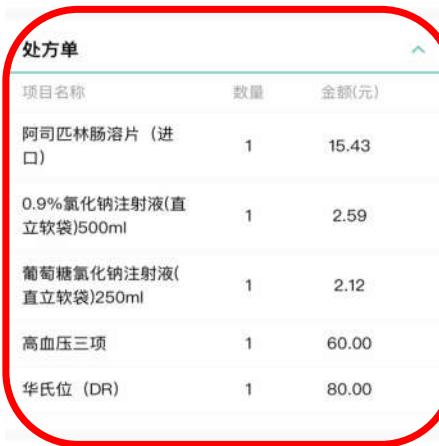 处方单
项目名称 数量 金额(元)
阿司匹林肠溶片（进
口） 1 15.43
0.9%氯化钠注射液(直
立软袋)500ml 1 2.59
葡萄糖氯化钠注射液(
直立软袋)250ml 1 2.12
高血压三项 1 60.00
华氏位（DR） 1 80.00